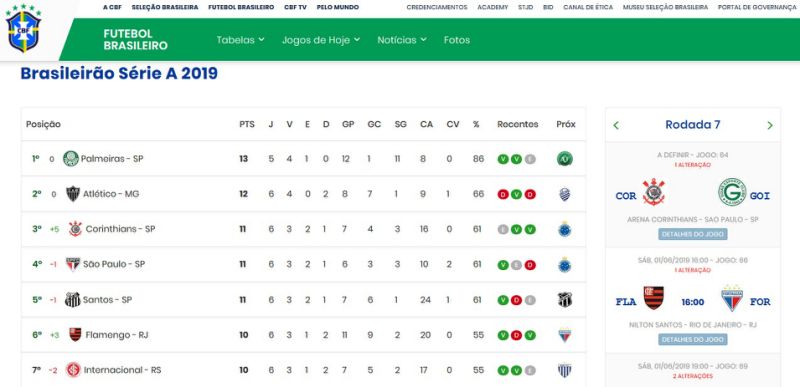 A CBF SELEÇÃO BRASILEIRA FUTEBOL BRASILEIRO CBF TV PELO MUNDO CREDENCIAMENTOS ACADEMY STJD BID CANAL DE ÉTICA MUSEU SELEÇÃO BRASILEIRA PORTAL DE GOVERNANÇA
CBF
FUTEBOL
BRASILEIRO
Tabelas Jogos de Hoje Notícias Fotos
Brasileirão Série A 2019
Posição PTS J V E D GP GC SG CA CV % Recentes Próx
1º 0 Palmeiras - SP 13 5 4 1 0 12 1 11 8 0 86 V V E
2º 0 Atlético - MG 12 6 4 0 2 8 7 1 9 1 66 D V D
3º +5 Corinthians - SP 11 6 3 2 1 7 4 3 16 0 61 E V V
4º -1 São Paulo - SP 11 6 3 2 1 6 3 3 10 2 61 V E D
5º -1 Santos - SP 11 6 3 2 1 7 6 1 24 1 61 V D E
6º +3 Flamengo - RJ 10 6 3 1 2 11 9 2 20 0 55 V D V
7º -2 Internacional - RS 10 6 3 1 2 7 5 2 17 0 55 V V E
Rodada 7
A DEFINIR - JOGO: 64
1 ALTERAÇÃO
COR GOI
ARENA CORINTHIANS - SAO PAULO - SP
DETALHES DO JOGO
SÁB, 01/06/2019 16:00 - JOGO: 66
1 ALTERAÇÃO
FLA 16:00 FOR
NILTON SANTOS - RIO DE JANEIRO - RJ
DETALHES DO JOGO
SÁB, 01/06/2019 19:00 - JOGO: 69
2 ALTERAÇÕES